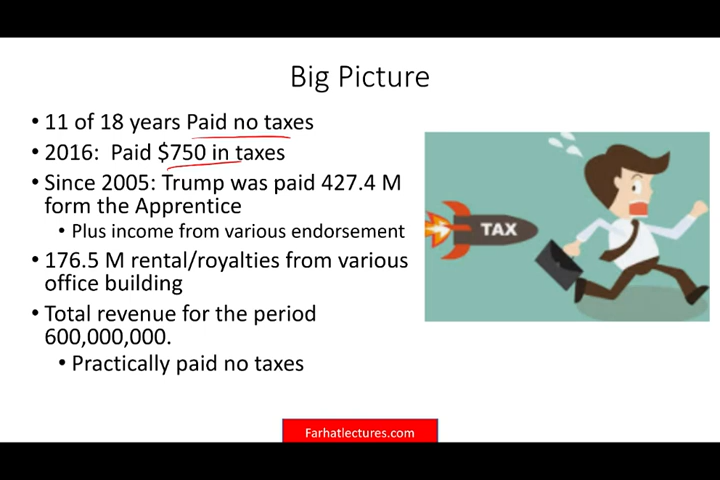 Big Picture
• 11 of 18 years Paid no taxes
• 2016: Paid $750 in taxes
• Since 2005: Trump was paid 427.4 M
form the Apprentice
• Plus income from various endorsement
• 176.5 M rental/royalties from various
office building
• Total revenue for the period
600,000,000.
• Practically paid no taxes
TAX
Farhatlectures.com